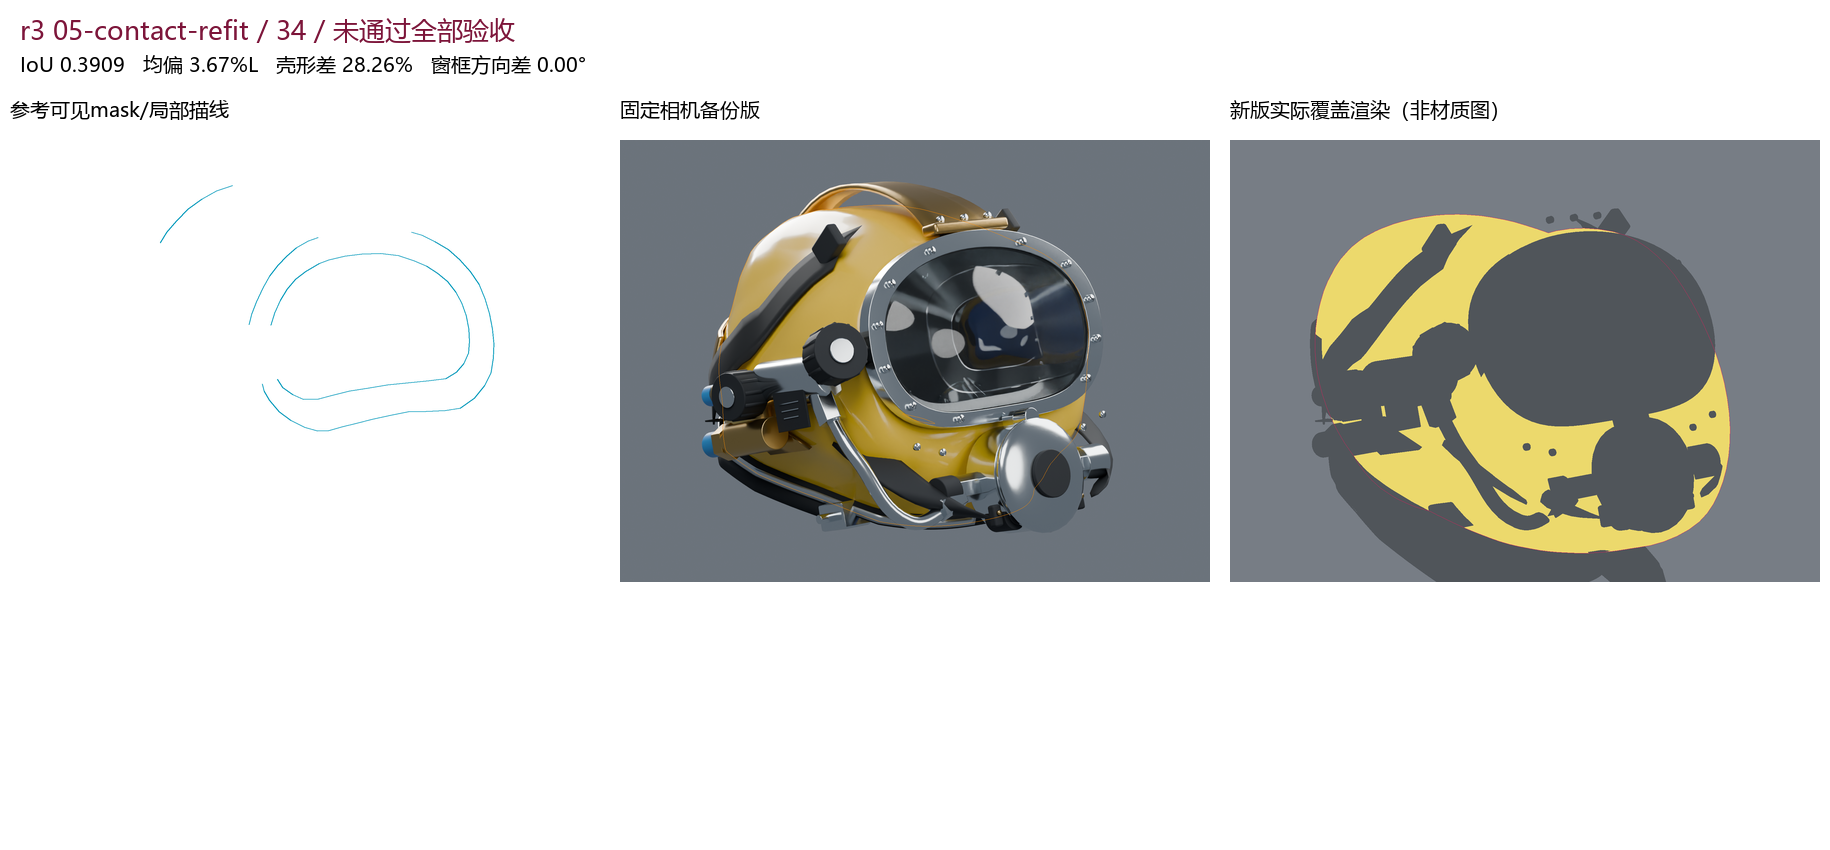 r3 05-contact-refit / 34 / 未通过全部验收
IoU 0.3909 均偏 3.67%L 壳形差 28.26% 窗框方向差 0.00°
参考可见mask/局部描线
固定相机备份版
新版实际覆盖渲染（非材质图）